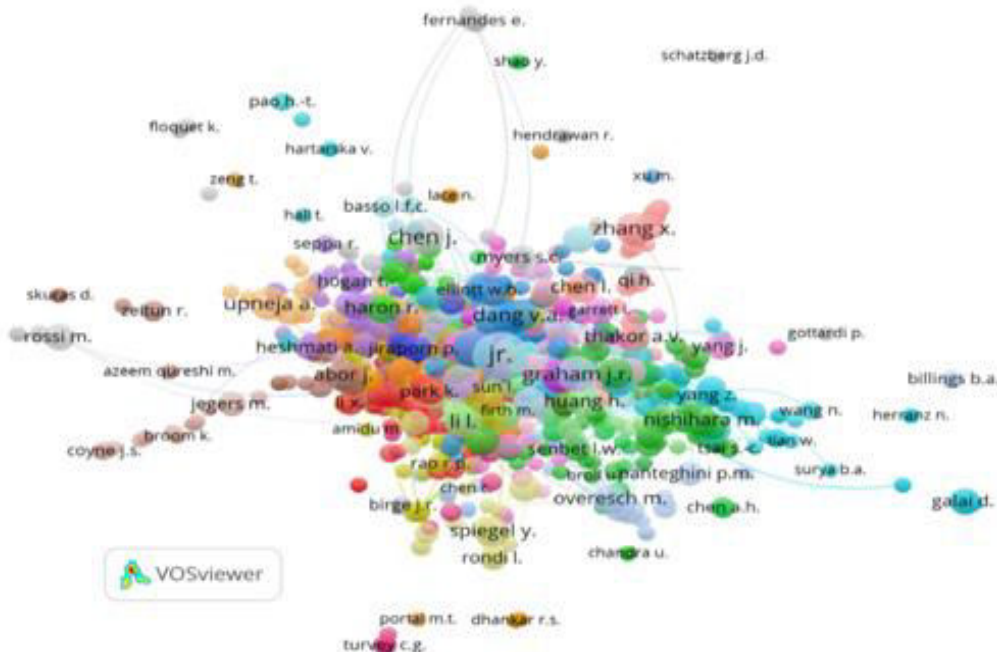 fernandes e.
shao y.
schatzberg j.d.
pao h.-t.
floquet k.
hartarska v.
hendrawan r.
zeng t.
xu m.
lace n.
basso l.f.c.
hall t.
chen j.
zhang x.
seppa r.
myers s.c.
hogan t.
elliott w.b.
chen l.
qi h.
skuras d.
zeitun r.
upneja a.
haron r.
dang v.a.
garrett i.
rossi m.
thakor a.v.
yang j.
gottardi p.
heshmati a.
jiraporn p.
jr.
azeem qureshi m.
abor j.
graham j.r.
billings b.a.
park k.
sun l.
yang z.
jegers m.
li x.
firth m.
huang h.
wang n.
herranz n.
amidu m.
li l.
nishihara m.
broom k.
coyne j.s.
senbet l.w.
tsai s.-c.
tian w.
rao r.p.
surya b.a.
panteghini p.m.
birge j.r.
overesch m.
chen a.h.
galai d.
spiegel y.
rondi l.
chandra u.
VOSviewer
portal m.t.
dhankar r.s.
turvey c.g.